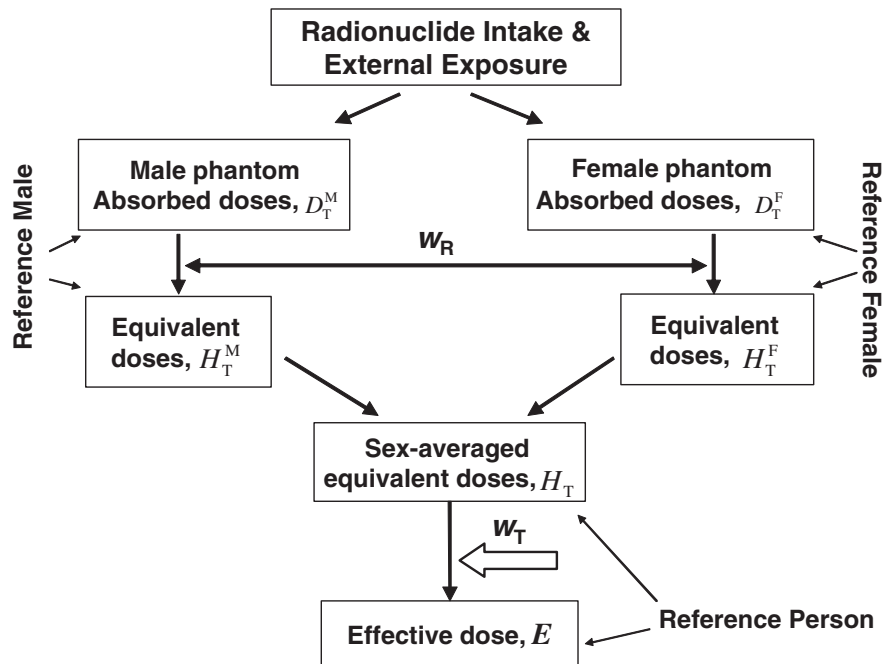 Radionuclide Intake &
External Exposure
Male phantom
Absorbed doses, D_T^M
Female phantom
Absorbed doses, D_T^F
Reference Male
Reference Female
w_R
Equivalent
doses, H_T^M
Equivalent
doses, H_T^F
Sex-averaged
equivalent doses, H_T
w_T
Effective dose, E
Reference Person